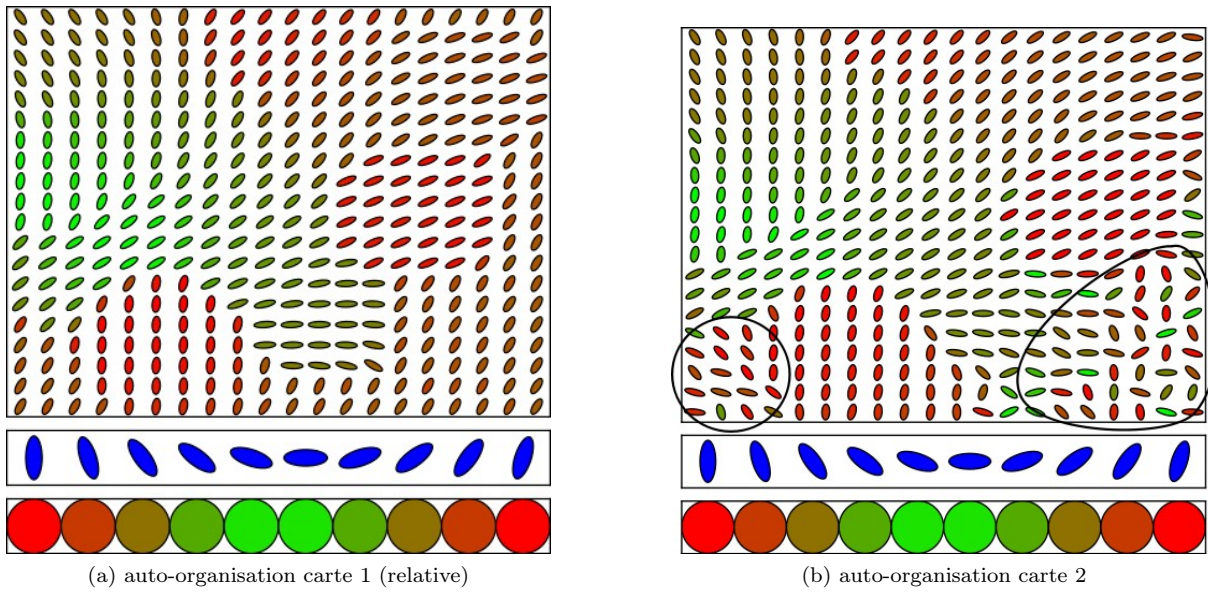 (a) auto-organisation carte 1 (relative)
(b) auto-organisation carte 2